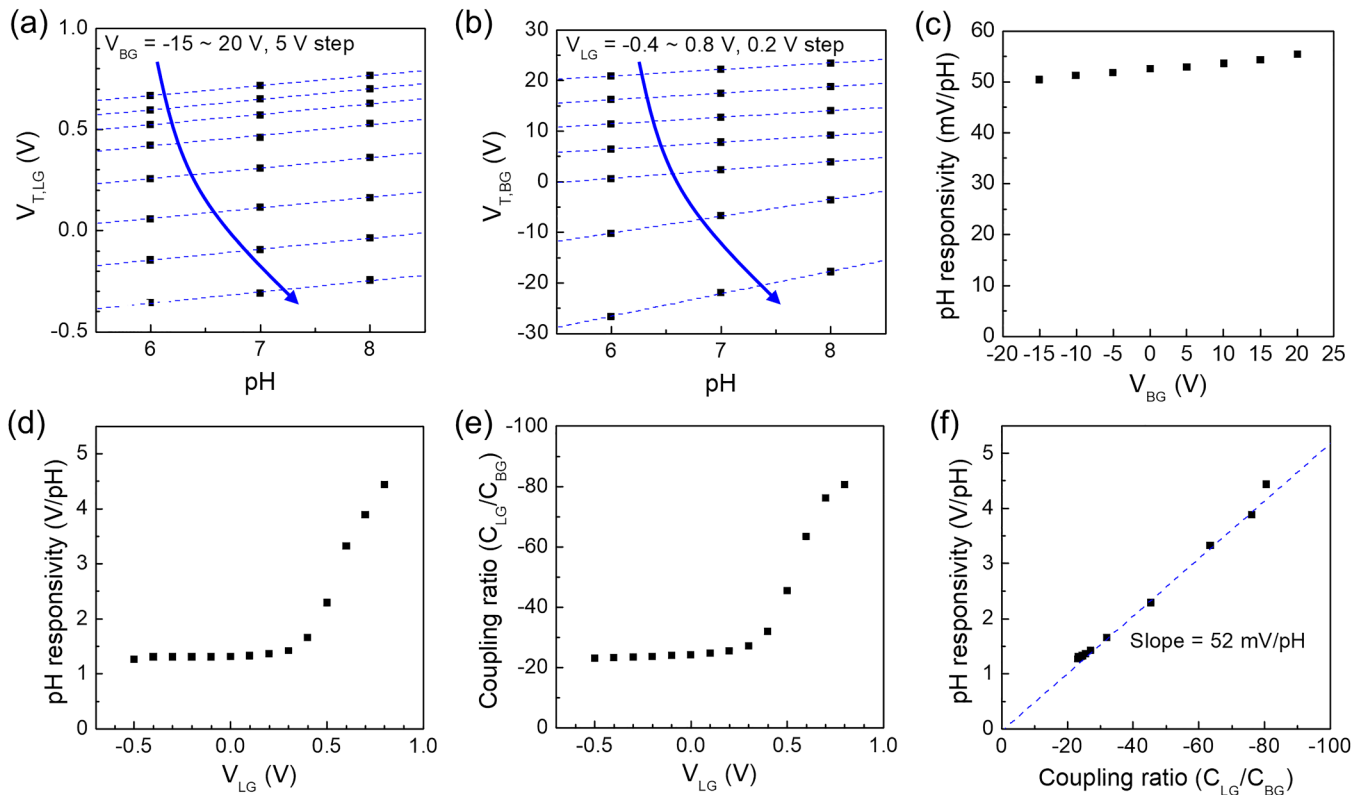 (a)
V_BG = -15 ~ 20 V, 5 V step
1.0
0.5
0.0
-0.5
V_T,LG (V)
6 7 8
pH
(b)
V_LG = -0.4 ~ 0.8 V, 0.2 V step
30
20
10
0
-10
-20
-30
V_T,BG (V)
6 7 8
pH
(c)
60
50
40
30
20
10
0
pH responsivity (mV/pH)
-20 -15 -10 -5 0 5 10 15 20 25
V_BG (V)
(d)
5
4
3
2
1
0
pH responsivity (V/pH)
-0.5 0.0 0.5 1.0
V_LG (V)
(e)
-100
-80
-60
-40
-20
0
Coupling ratio (C_LG/C_BG)
-0.5 0.0 0.5 1.0
V_LG (V)
(f)
5
4
3
2
1
0
pH responsivity (V/pH)
Slope = 52 mV/pH
0 -20 -40 -60 -80 -100
Coupling ratio (C_LG/C_BG)